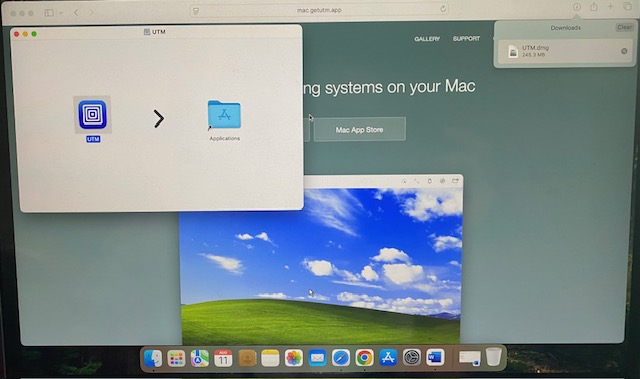 mac.getutm.app
UTM
Downloads
Clear
UTM.dmg
245.3 MB
GALLERY
SUPPORT
ng systems on your Mac
Mac App Store
UTM
Applications
AUG
11
W